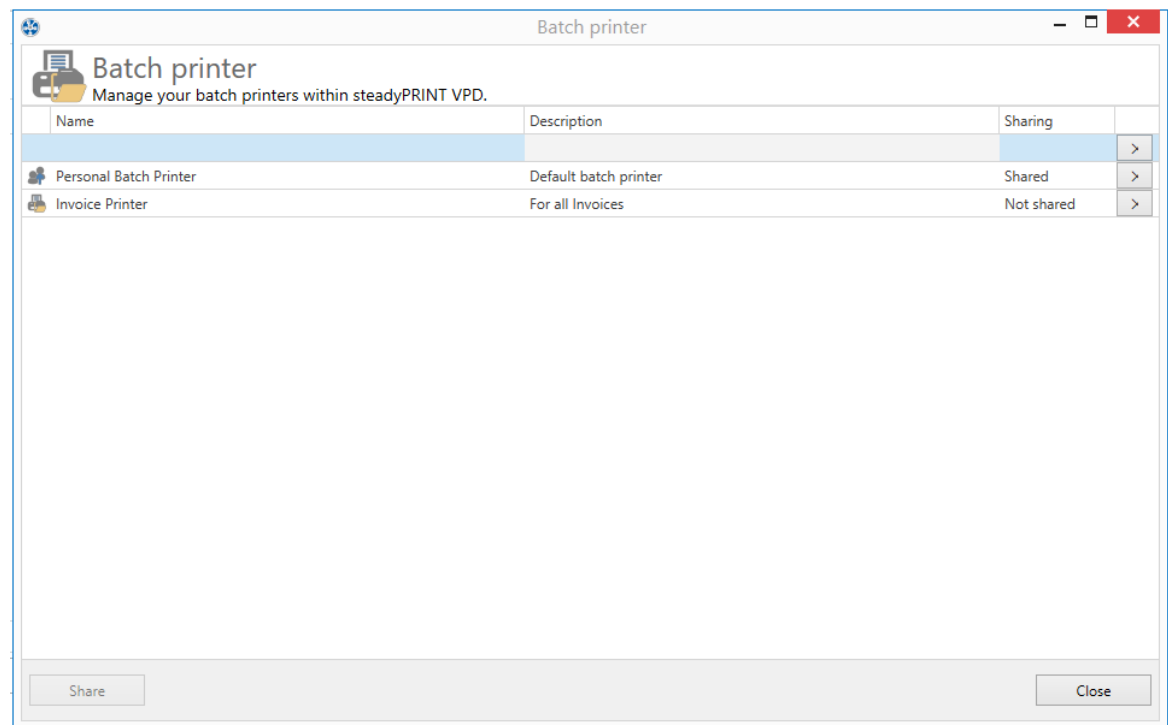 Batch printer
Batch printer
Manage your batch printers within steadyPRINT VPD.
Name Description Sharing
>
Personal Batch Printer Default batch printer Shared >
Invoice Printer For all Invoices Not shared >
Share Close